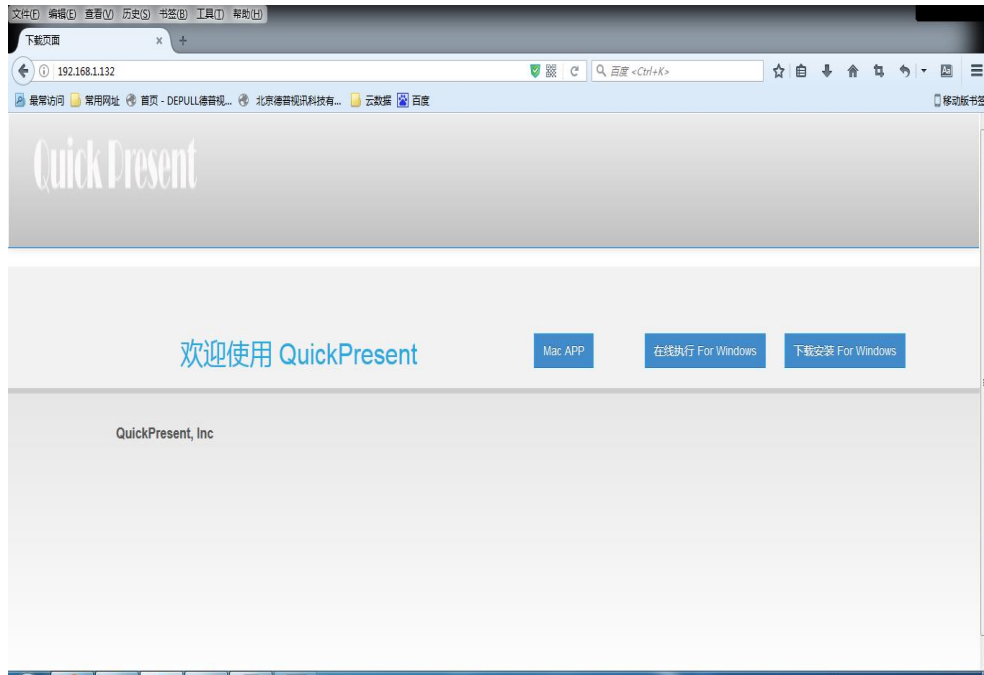 文件(F) 编辑(E) 查看(V) 历史(S) 书签(B) 工具(T) 帮助(H)
下载页面 × +
192.168.1.132 百度 <Ctrl+K>
最常访问 常用网址 首页 - DEPULL德普视... 北京德普视讯科技有... 云数据 百度 移动版书签
Quick Present
欢迎使用 QuickPresent Mac APP 在线执行 For Windows 下载安装 For Windows
QuickPresent, Inc